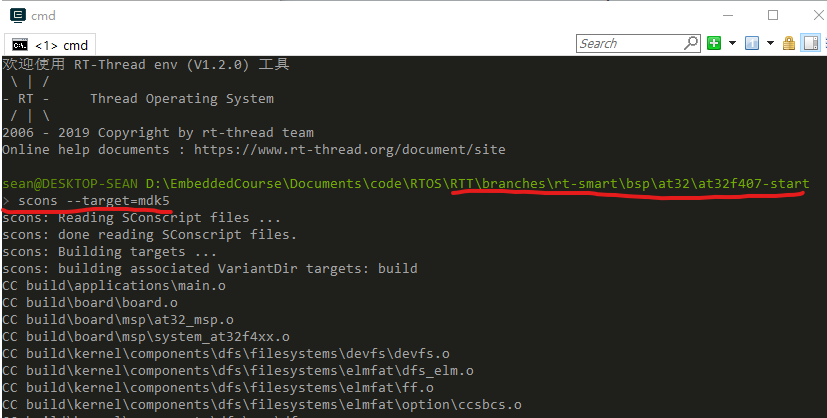 cmd
<1> cmd
Search
欢迎使用 RT-Thread env (V1.2.0) 工具
\ | /
- RT -     Thread Operating System
/ | \
2006 - 2019 Copyright by rt-thread team
Online help documents : https://www.rt-thread.org/document/site
sean@DESKTOP-SEAN D:\EmbeddedCourse\Documents\code\RTOS\RTT\branches\rt-smart\bsp\at32\at32f407-start
> scons --target=mdk5
scons: Reading SConscript files ...
scons: done reading SConscript files.
scons: Building targets ...
scons: building associated VariantDir targets: build
CC build\applications\main.o
CC build\board\board.o
CC build\board\msp\at32_msp.o
CC build\board\msp\system_at32f4xx.o
CC build\kernel\components\dfs\filesystems\devfs\devfs.o
CC build\kernel\components\dfs\filesystems\elmfat\dfs_elm.o
CC build\kernel\components\dfs\filesystems\elmfat\ff.o
CC build\kernel\components\dfs\filesystems\elmfat\option\ccsbcs.o